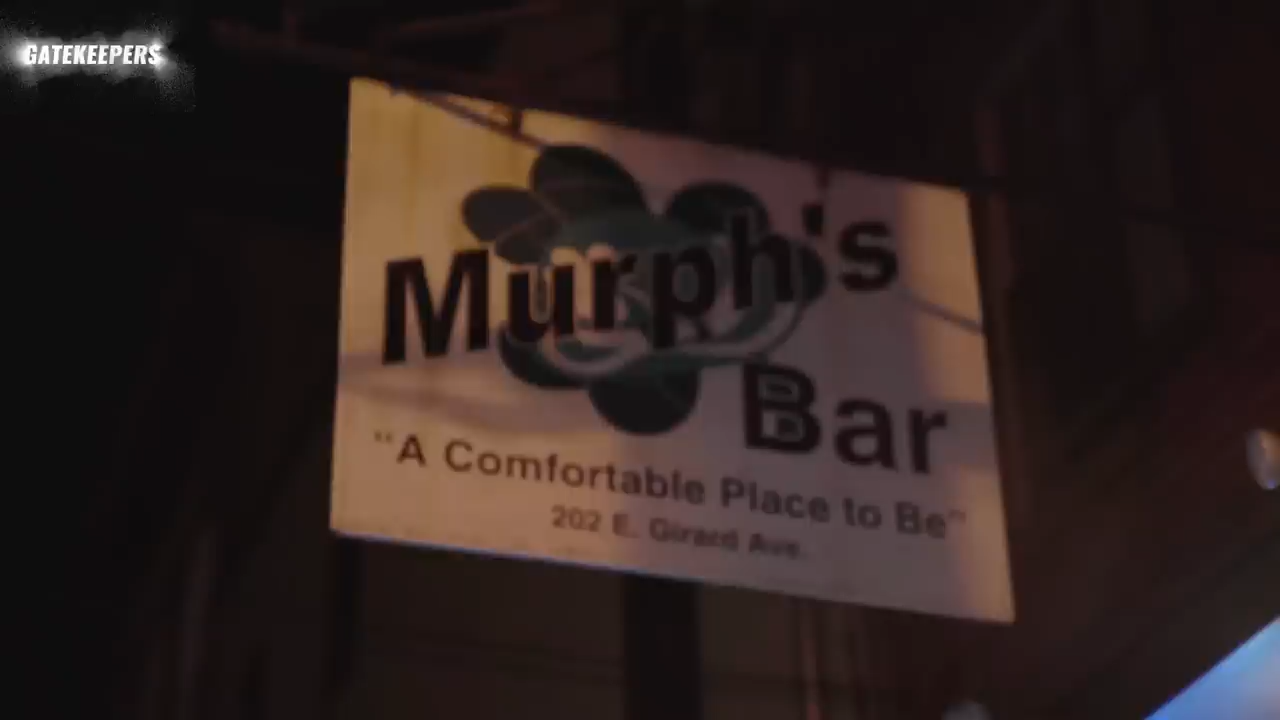 GATEKEEPERS
Murph's
Bar
"A Comfortable Place to Be"
202 E. Girard Ave.